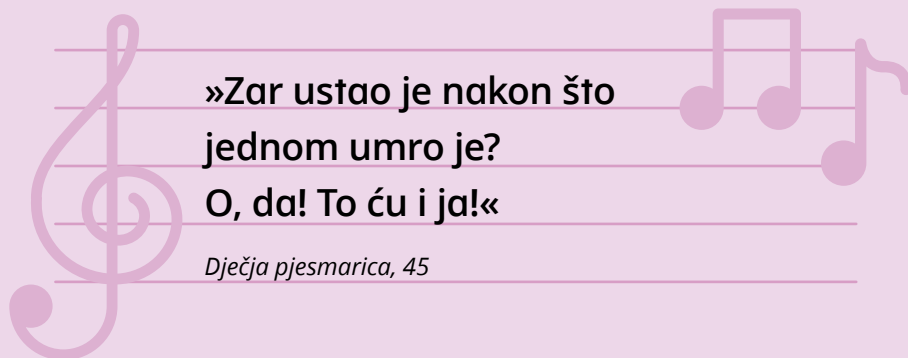 »Zar ustao je nakon što
jednom umro je?
O, da! To ću i ja!«
Dječja pjesmarica, 45